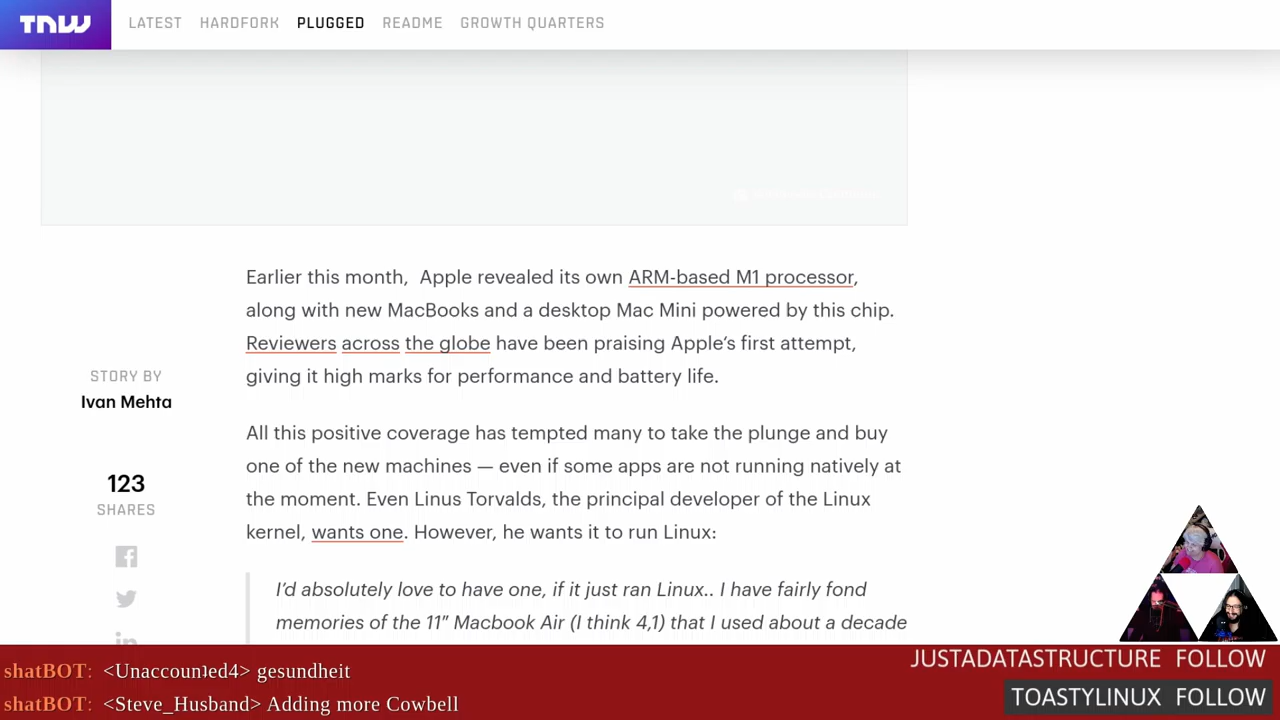 TNW
LATEST HARDFORK PLUGGED README GROWTH QUARTERS
Earlier this month,  Apple revealed its own ARM-based M1 processor,
along with new MacBooks and a desktop Mac Mini powered by this chip.
Reviewers across the globe have been praising Apple’s first attempt,
giving it high marks for performance and battery life.
STORY BY
Ivan Mehta
All this positive coverage has tempted many to take the plunge and buy
one of the new machines — even if some apps are not running natively at
the moment. Even Linus Torvalds, the principal developer of the Linux
kernel, wants one. However, he wants it to run Linux:
123
SHARES
I’d absolutely love to have one, if it just ran Linux.. I have fairly fond
memories of the 11” Macbook Air (I think 4,1) that I used about a decade
shatBOT: <Unaccoun1ed4> gesundheit
shatBOT: <Steve_Husband> Adding more Cowbell
JUSTADATASTRUCTURE FOLLOW
TOASTYLINUX FOLLOW